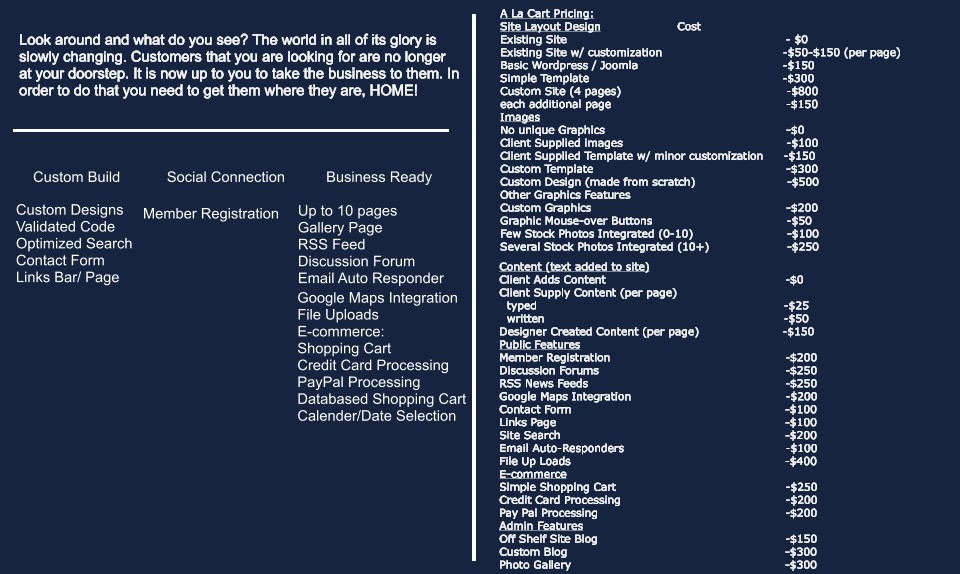 Look around and what do you see? The world in all of its glory is
slowly changing. Customers that you are looking for are no longer
at your doorstep. It is now up to you to take the business to them. In
order to do that you need to get them where they are, HOME!
Custom Build
Custom Designs
Validated Code
Optimized Search
Contact Form
Links Bar/ Page
Social Connection
Member Registration
Business Ready
Up to 10 pages
Gallery Page
RSS Feed
Discussion Forum
Email Auto Responder
Google Maps Integration
File Uploads
E-commerce:
Shopping Cart
Credit Card Processing
PayPal Processing
Databased Shopping Cart
Calender/Date Selection
A La Cart Pricing:
Site Layout Design Cost
Existing Site - $0
Existing Site w/ customization -$50-$150 (per page)
Basic Wordpress / Joomla -$150
Simple Template -$300
Custom Site (4 pages) -$800
each additional page -$150
Images
No unique Graphics -$0
Client Supplied images -$100
Client Supplied Template w/ minor customization -$150
Custom Template -$300
Custom Design (made from scratch) -$500
Other Graphics Features
Custom Graphics -$200
Graphic Mouse-over Buttons -$50
Few Stock Photos Integrated (0-10) -$100
Several Stock Photos Integrated (10+) -$250
Content (text added to site)
Client Adds Content -$0
Client Supply Content (per page)
typed -$25
written -$50
Designer Created Content (per page) -$150
Public Features
Member Registration -$200
Discussion Forums -$250
RSS News Feeds -$250
Google Maps Integration -$200
Contact Form -$100
Links Page -$100
Site Search -$200
Email Auto-Responders -$100
File Up Loads -$400
E-commerce
Simple Shopping Cart -$250
Credit Card Processing -$200
Pay Pal Processing -$200
Admin Features
Off Shelf Site Blog -$150
Custom Blog -$300
Photo Gallery -$300